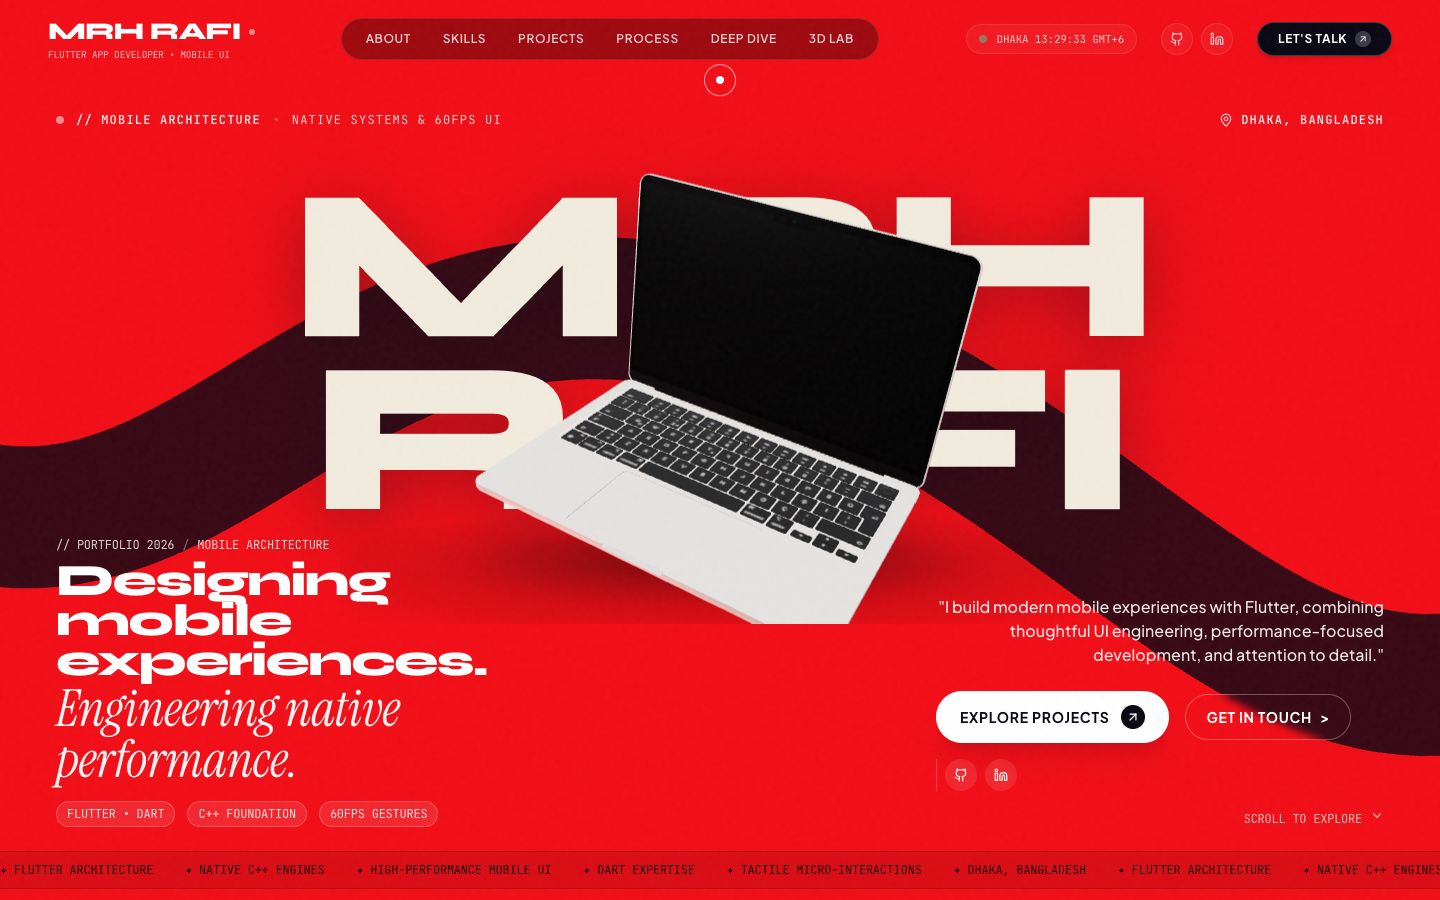 MRH RAFI
FLUTTER APP DEVELOPER • MOBILE UI
ABOUT SKILLS PROJECTS PROCESS DEEP DIVE 3D LAB
DHAKA 13:29:33 GMT+6
LET'S TALK
// MOBILE ARCHITECTURE • NATIVE SYSTEMS & 60FPS UI
DHAKA, BANGLADESH
// PORTFOLIO 2026 / MOBILE ARCHITECTURE
Designing
mobile
experiences.
Engineering native
performance.
FLUTTER • DART
C++ FOUNDATION
60FPS GESTURES
"I build modern mobile experiences with Flutter, combining
thoughtful UI engineering, performance-focused
development, and attention to detail."
EXPLORE PROJECTS
GET IN TOUCH >
SCROLL TO EXPLORE
✦ FLUTTER ARCHITECTURE ✦ NATIVE C++ ENGINES ✦ HIGH-PERFORMANCE MOBILE UI ✦ DART EXPERTISE ✦ TACTILE MICRO-INTERACTIONS ✦ DHAKA, BANGLADESH ✦ FLUTTER ARCHITECTURE ✦ NATIVE C++ ENGINES